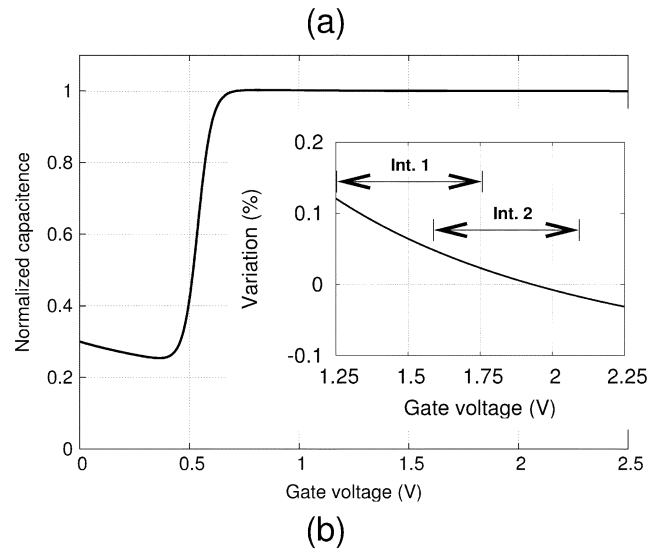 (a)
Normalized capacitence
1
0.8
0.6
0.4
0.2
0
0
0.5
1
1.5
2
2.5
Gate voltage (V)
Variation (%)
0.2
0.1
0
-0.1
Int. 1
Int. 2
1.25
1.5
1.75
2
2.25
Gate voltage (V)
(b)